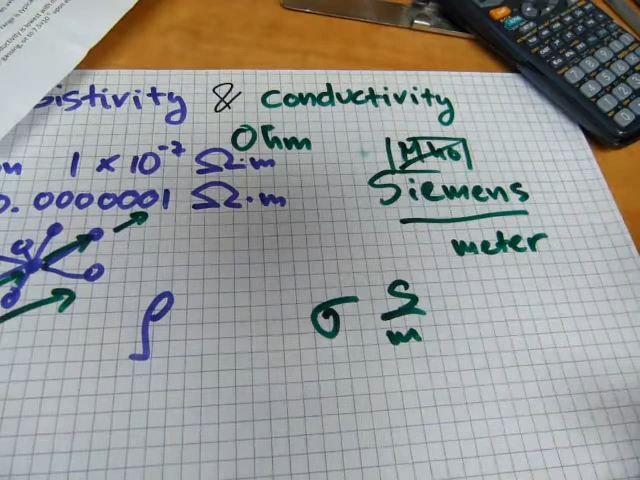 sistivity & Conductivity
Ohm
Mho
1 × 10⁻⁷ Ω·m
0.0000001 Ω·m
Siemens
meter
ρ
σ S
m